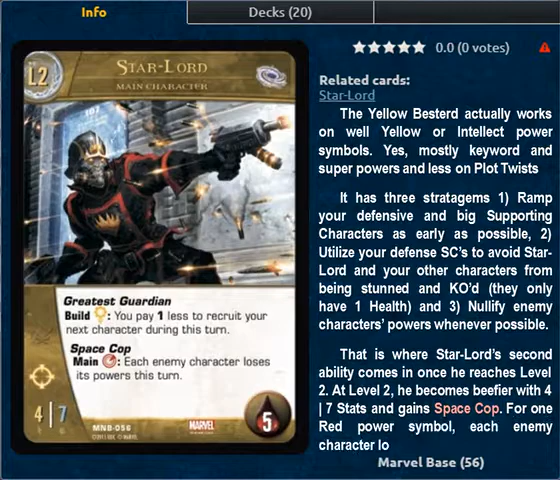 Info
Decks (20)
L2
STAR-LORD
MAIN CHARACTER
Greatest Guardian
Build : You pay 1 less to recruit your
next character during this turn.
Space Cop
Main : Each enemy character loses
its powers this turn.
4 | 7
MNB-056
MARVEL
5
0.0 (0 votes)
Related cards:
Star-Lord
The Yellow Besterd actually works
on well Yellow or Intellect power
symbols. Yes, mostly keyword and
super powers and less on Plot Twists
It has three stratagems 1) Ramp
your defensive and big Supporting
Characters as early as possible, 2)
Utilize your defense SC's to avoid Star-
Lord and your other characters from
being stunned and KO'd (they only
have 1 Health) and 3) Nullify enemy
characters' powers whenever possible.
That is where Star-Lord's second
ability comes in once he reaches Level
2. At Level 2, he becomes beefier with 4
| 7 Stats and gains Space Cop. For one
Red power symbol, each enemy
character lo
Marvel Base (56)